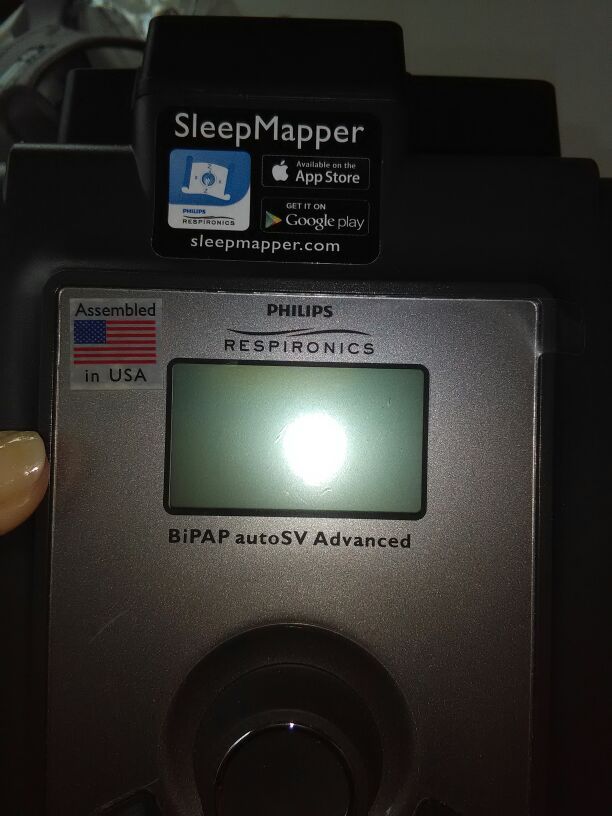 SleepMapper
Available on the
App Store
GET IT ON
Google play
PHILIPS
RESPIRONICS
sleepmapper.com
Assembled
in USA
PHILIPS
RESPIRONICS
BiPAP autoSV Advanced